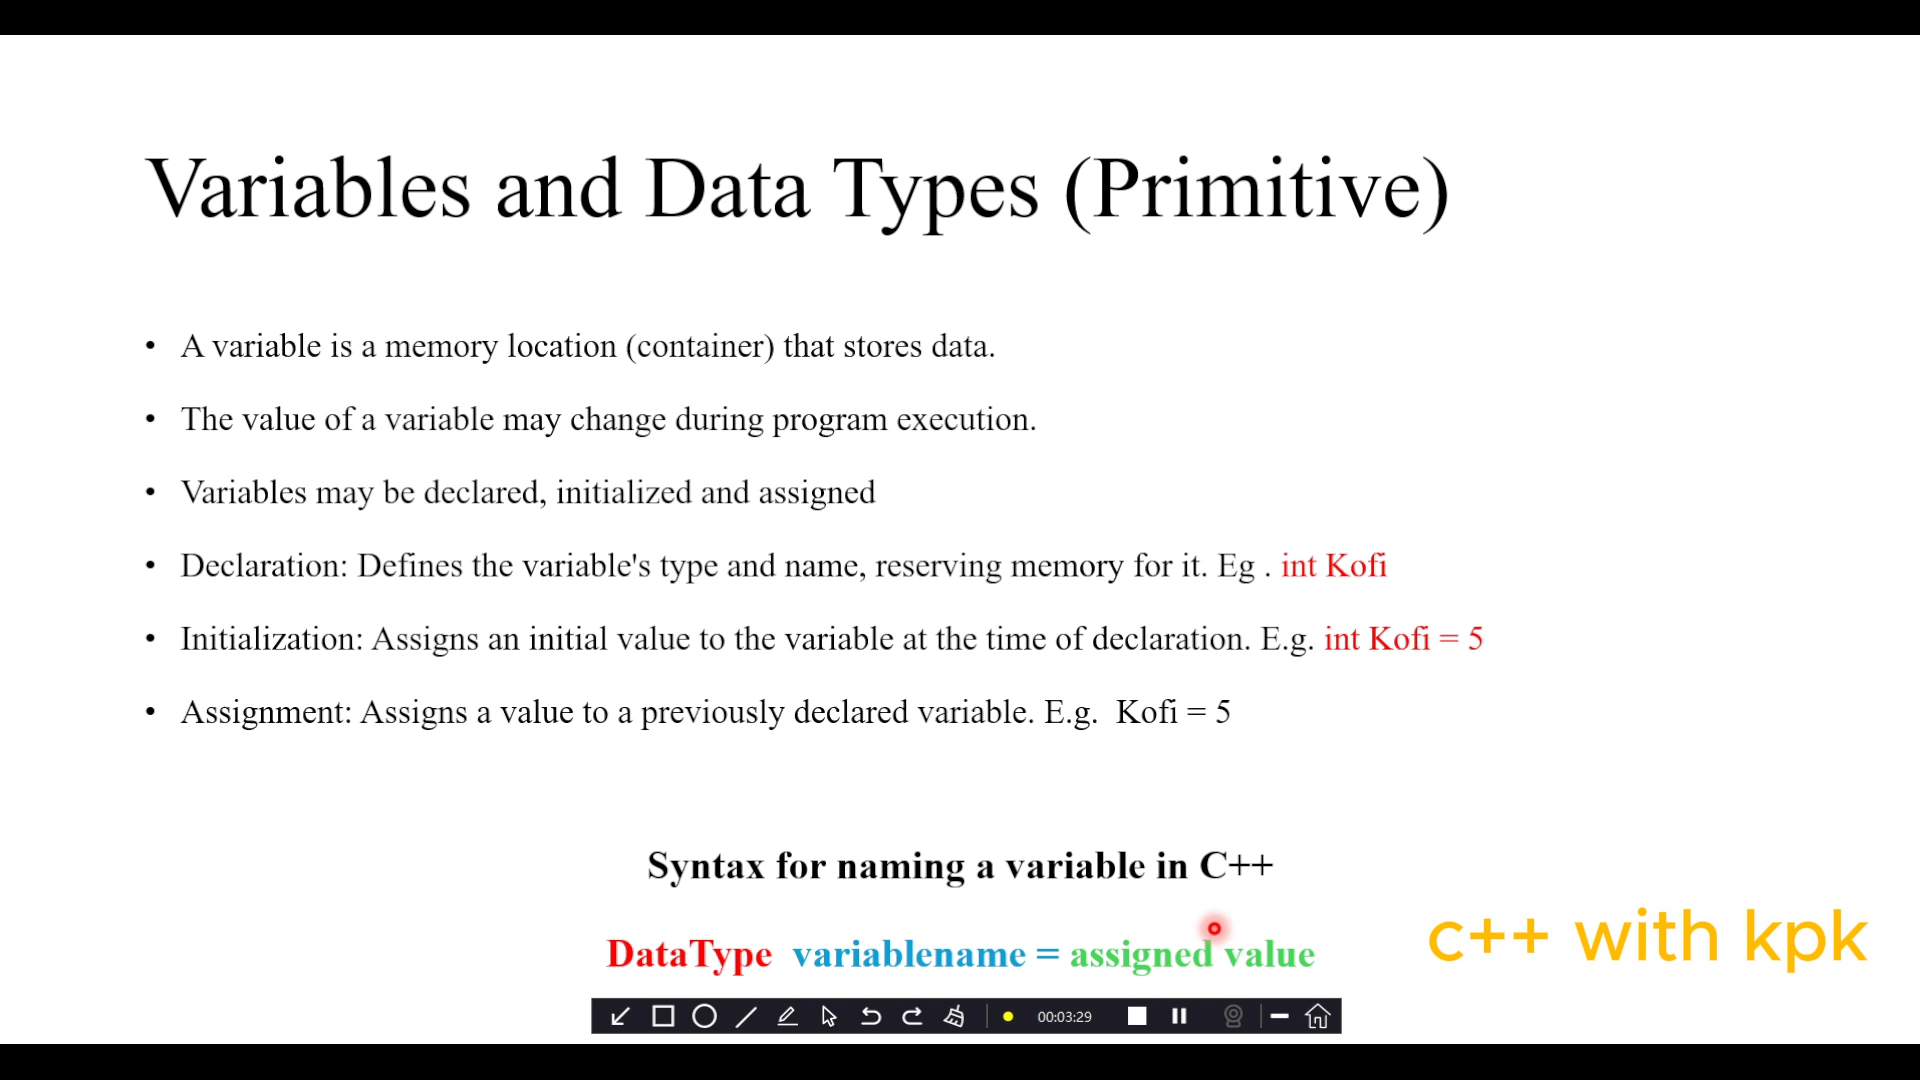 Variables and Data Types (Primitive)
• A variable is a memory location (container) that stores data.
• The value of a variable may change during program execution.
• Variables may be declared, initialized and assigned
• Declaration: Defines the variable's type and name, reserving memory for it. Eg . int Kofi
• Initialization: Assigns an initial value to the variable at the time of declaration. E.g. int Kofi = 5
• Assignment: Assigns a value to a previously declared variable. E.g.  Kofi = 5
Syntax for naming a variable in C++
DataType  variablename = assigned value
c++ with kpk
00:03:29